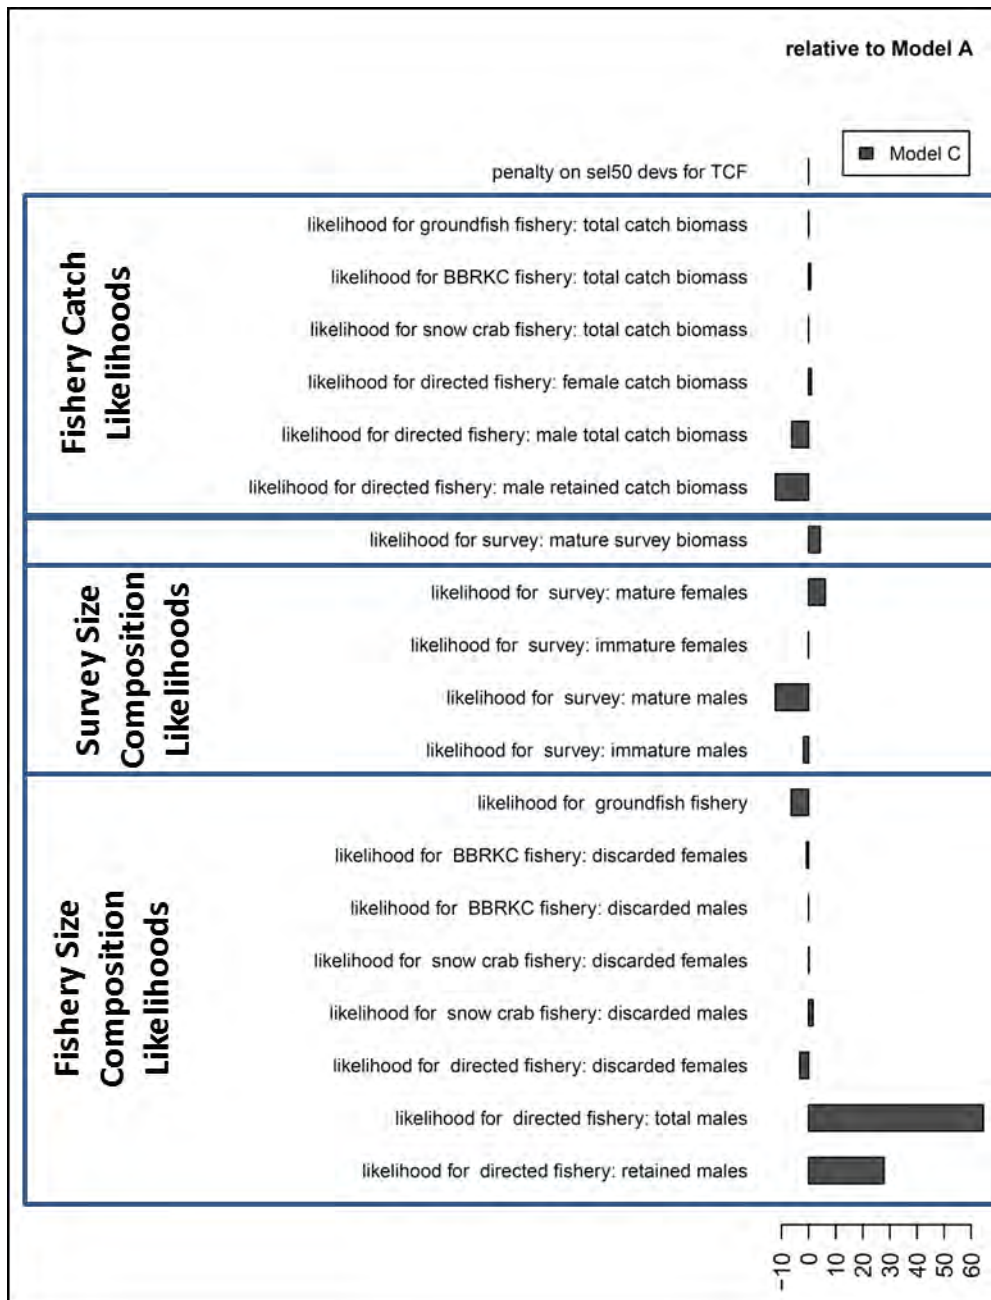 relative to Model A
Model C
penalty on sel50 devs for TCF
Fishery Catch
Likelihoods
likelihood for groundfish fishery: total catch biomass
likelihood for BBRKC fishery: total catch biomass
likelihood for snow crab fishery: total catch biomass
likelihood for directed fishery: female catch biomass
likelihood for directed fishery: male total catch biomass
likelihood for directed fishery: male retained catch biomass
likelihood for survey: mature survey biomass
Survey Size
Composition
Likelihoods
likelihood for survey: mature females
likelihood for survey: immature females
likelihood for survey: mature males
likelihood for survey: immature males
Fishery Size
Composition
Likelihoods
likelihood for groundfish fishery
likelihood for BBRKC fishery: discarded females
likelihood for BBRKC fishery: discarded males
likelihood for snow crab fishery: discarded females
likelihood for snow crab fishery: discarded males
likelihood for directed fishery: discarded females
likelihood for directed fishery: total males
likelihood for directed fishery: retained males
-10 0 10 20 30 40 50 60